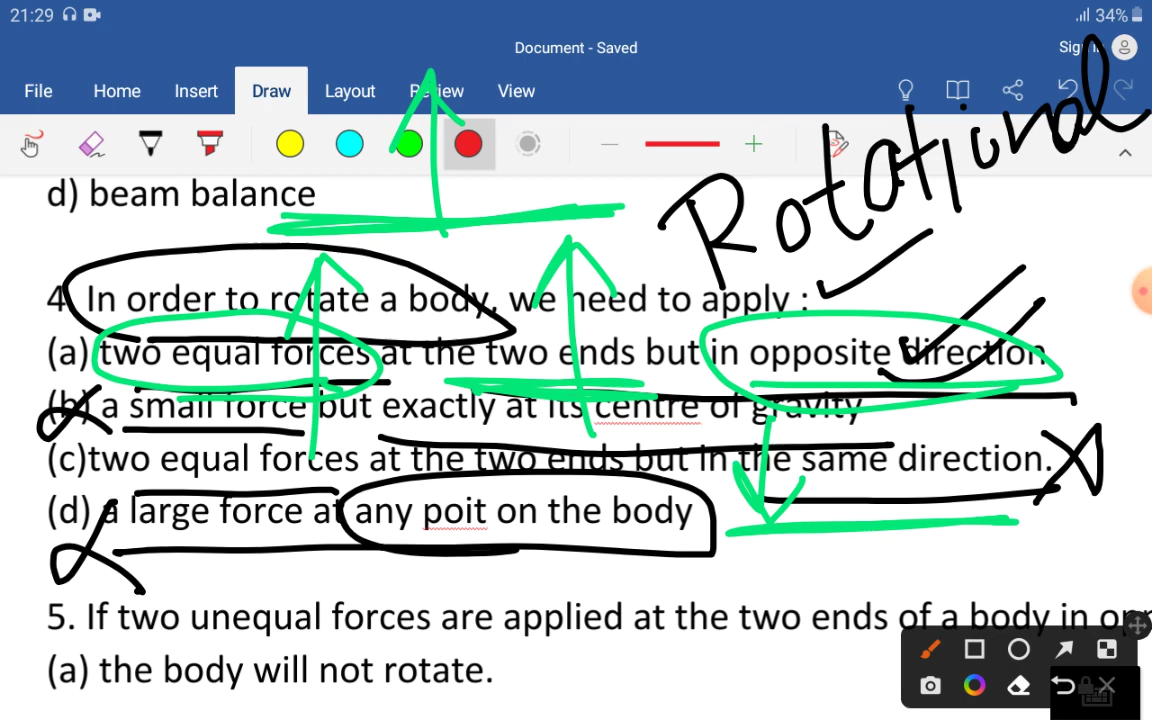 21:29 34%
Document - Saved Sign in
File Home Insert Draw Layout Review View
Rotational
d) beam balance
4. In order to rotate a body, we need to apply :
(a) two equal forces at the two ends but in opposite direction.
(b) a small force but exactly at its centre of gravity
(c)two equal forces at the two ends but in the same direction.
(d) a large force at any poit on the body
5. If two unequal forces are applied at the two ends of a body in
(a) the body will not rotate.